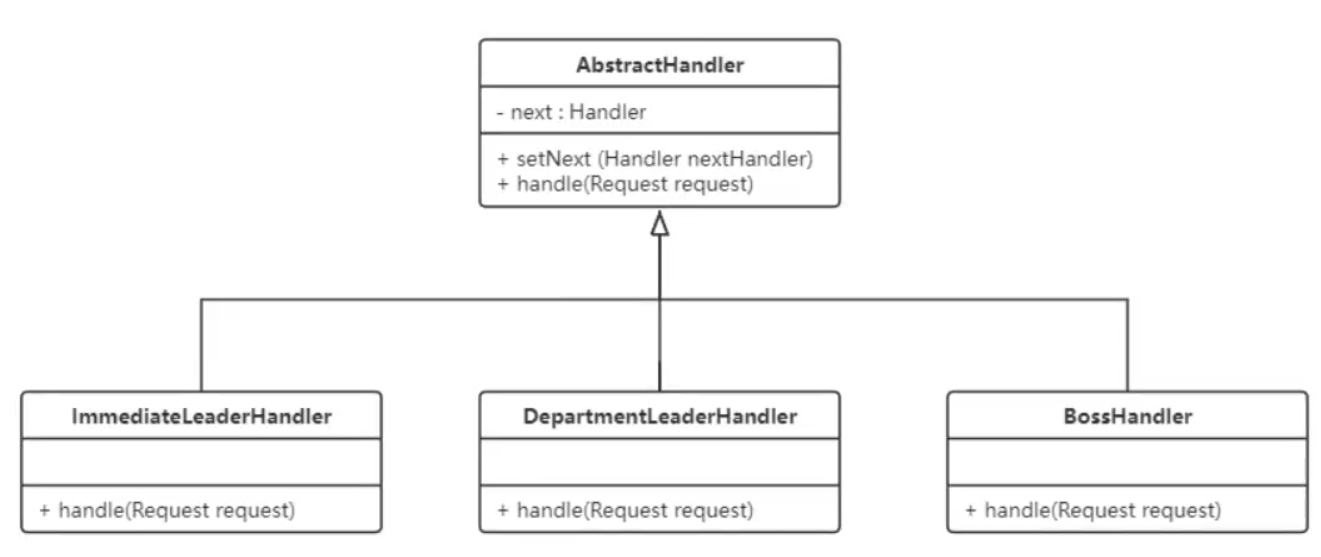 AbstractHandler
- next : Handler
+ setNext (Handler nextHandler)
+ handle(Request request)
ImmediateLeaderHandler
+ handle(Request request)
DepartmentLeaderHandler
+ handle(Request request)
BossHandler
+ handle(Request request)